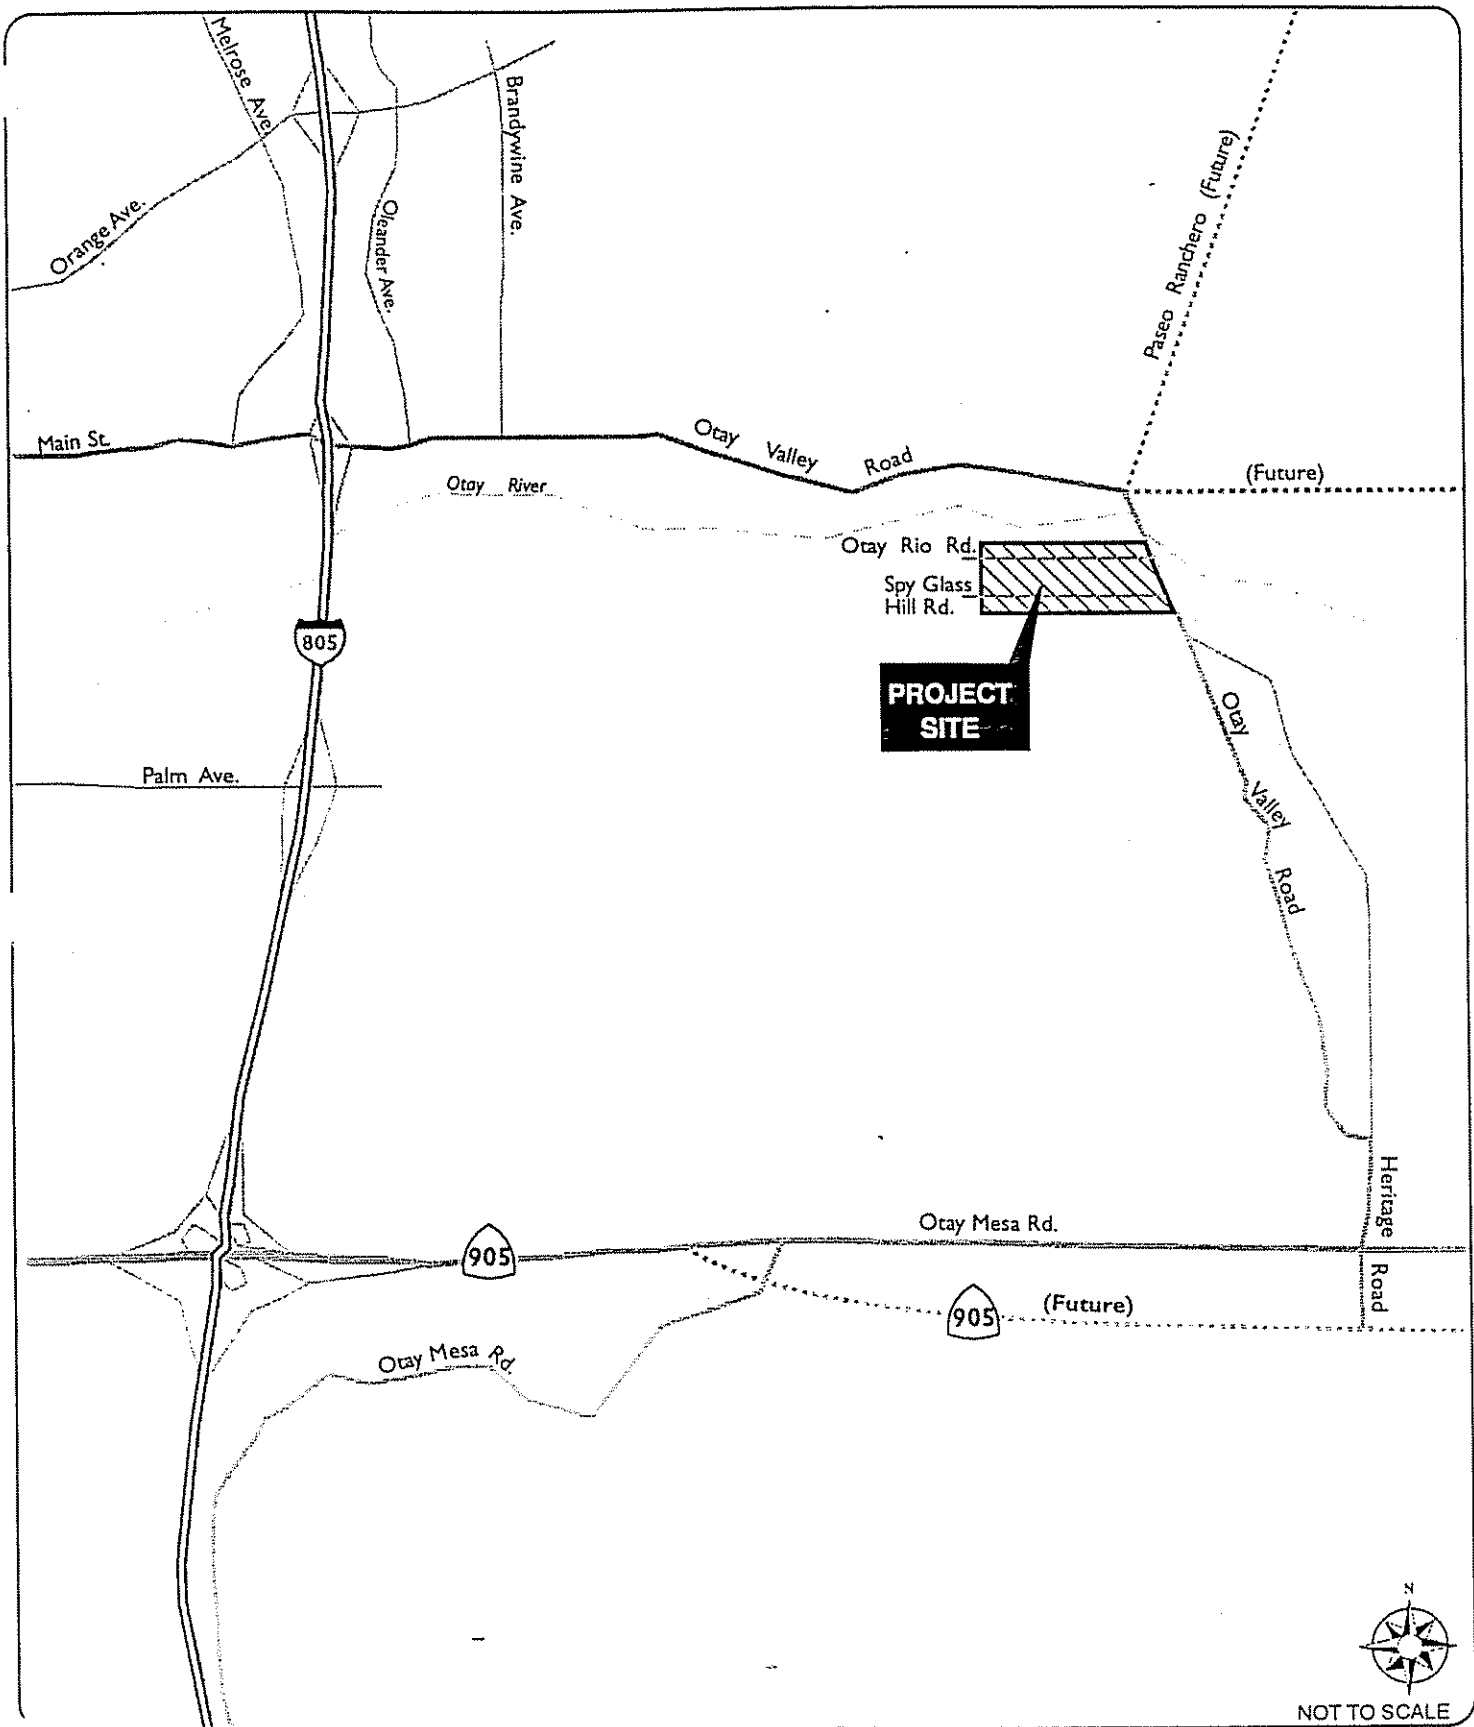 Melrose Ave.
Orange Ave.
Oleander Ave.
Brandywine Ave.
Paseo Ranchero (Future)
Main St.
Otay Valley Road
(Future)
Otay River
Otay Rio Rd.
Spy Glass
Hill Rd.
805
PROJECT
SITE
Otay Valley Road
Palm Ave.
Heritage Road
Otay Mesa Rd.
905
905
(Future)
Otay Mesa Rd.
N
NOT TO SCALE